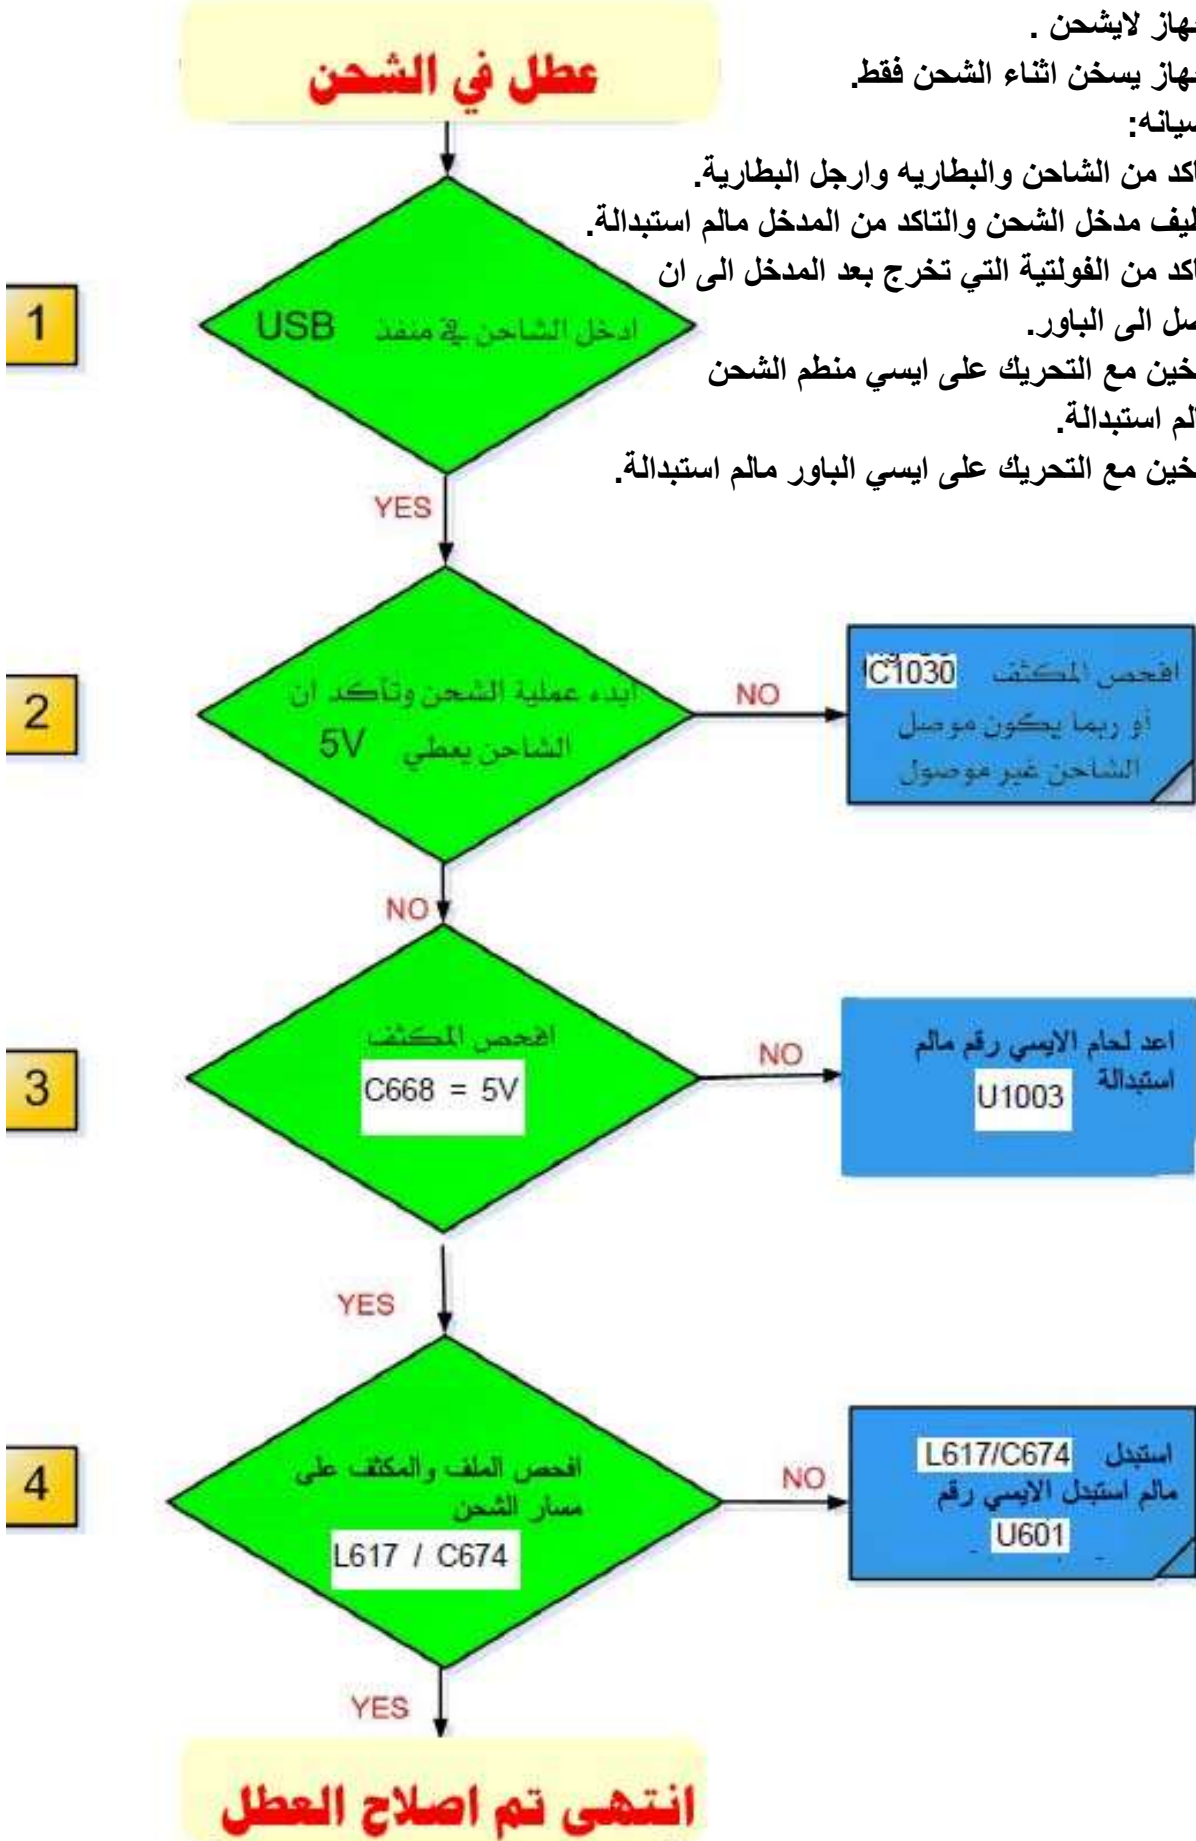 عطل في الشحن
هاز لايشحن .
هاز يسخن اثناء الشحن فقط.
يانه:
اكد من الشاحن والبطاريه وارجل البطارية.
ليف مدخل الشحن والتاكد من المدخل مالم استبدالة.
اكد من الفولتية التي تخرج بعد المدخل الى ان
صل الى الباور.
خين مع التحريك على ايسي منطم الشحن
الم استبدالة.
خين مع التحريك على ايسي الباور مالم استبدالة.
1
ادخل الشاحن في منفذ USB
YES
2
ابدء عملية الشحن وتأكد ان
الشاحن يعطي 5V
NO
افحص المكثف C1030
أو ربما يكون موصل
الشاحن غير موصول
NO
3
افحص المكثف
C668 = 5V
NO
اعد لحام الايسي رقم مالم
استبدالة
U1003
YES
4
افحص الملف والمكثف على
مسار الشحن
L617 / C674
NO
استبدل L617/C674
مالم استبدل الايسي رقم
U601
YES
انتهى تم اصلاح العطل